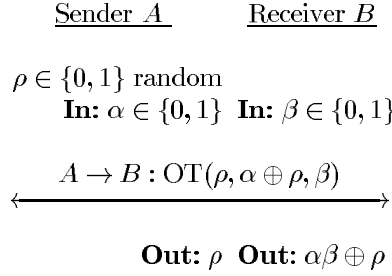 Sender A Receiver B
ρ ∈ {0, 1} random
In: α ∈ {0, 1} In: β ∈ {0, 1}
A → B : OT(ρ, α ⊕ ρ, β)
Out: ρ Out: αβ ⊕ ρ